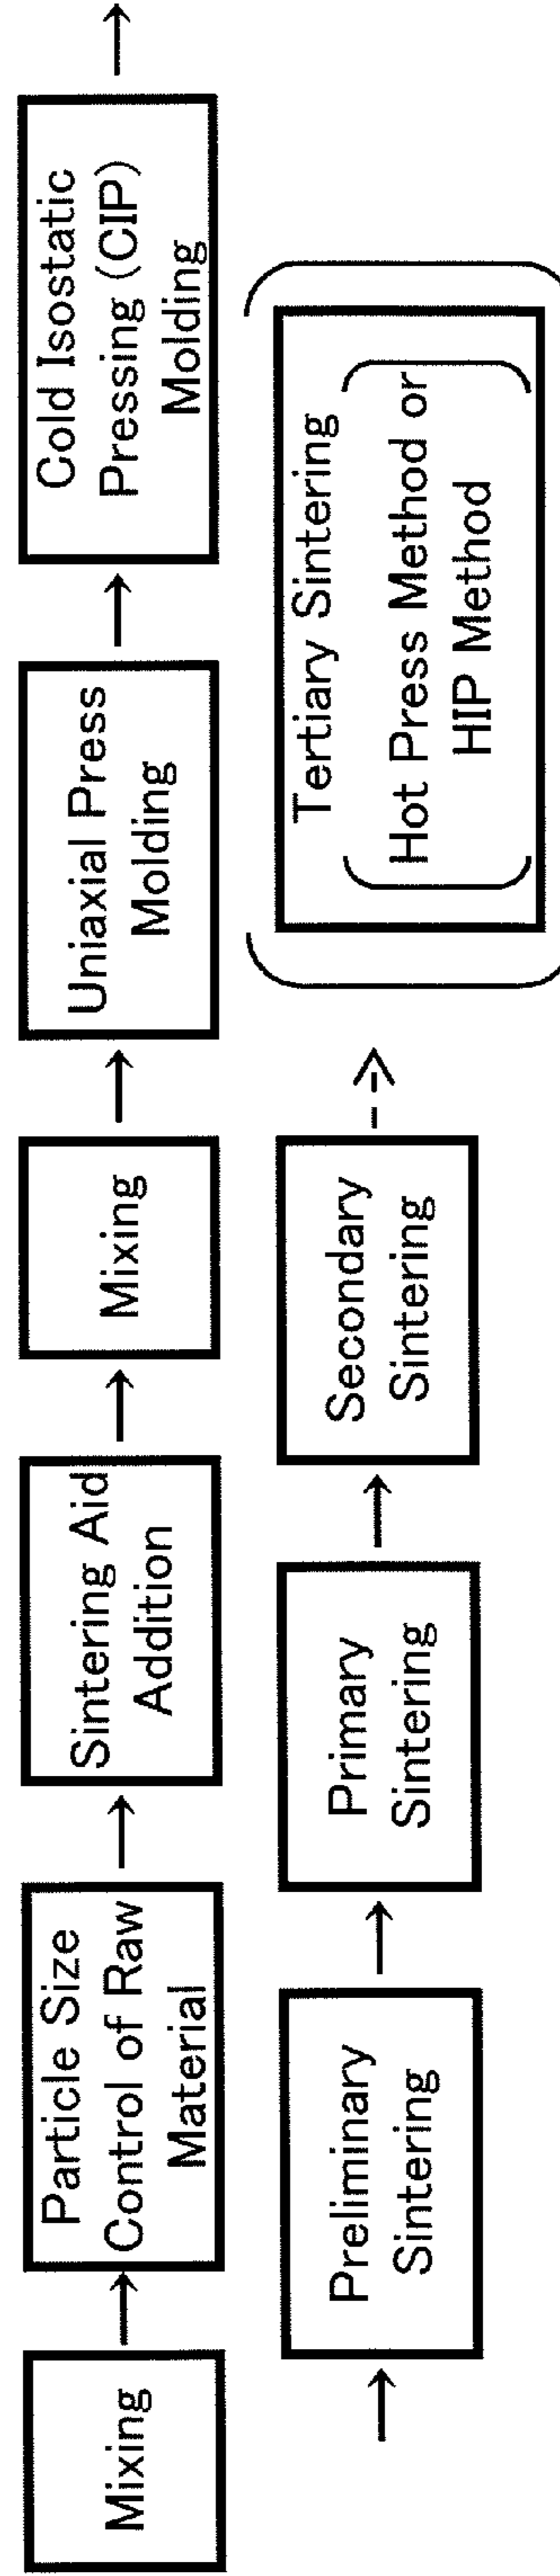 Mixing
Particle Size
Control of Raw
Material
Sintering Aid
Addition
Mixing
Uniaxial Press
Molding
Cold Isostatic
Pressing (CIP)
Molding
Preliminary
Sintering
Primary
Sintering
Secondary
Sintering
Tertiary Sintering
Hot Press Method or
HIP Method